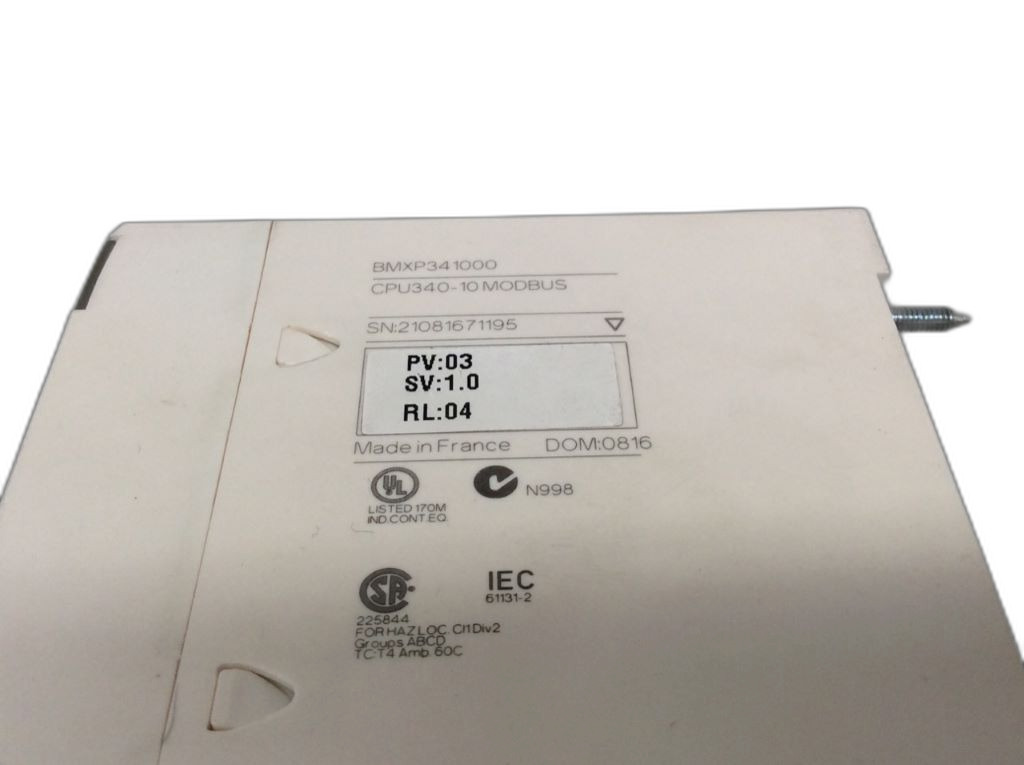 BMXP341000
CPU340-10 MODBUS
SN:21081671195
PV:03
SV:1.0
RL:04
Made in France DOM:0816
UL
LISTED 170M
IND.CONT.EQ.
N998
SA
225844
FOR HAZ LOC. Cl1Div2
Groups ABCD
TC:T4 Amb. 60C
IEC
61131-2